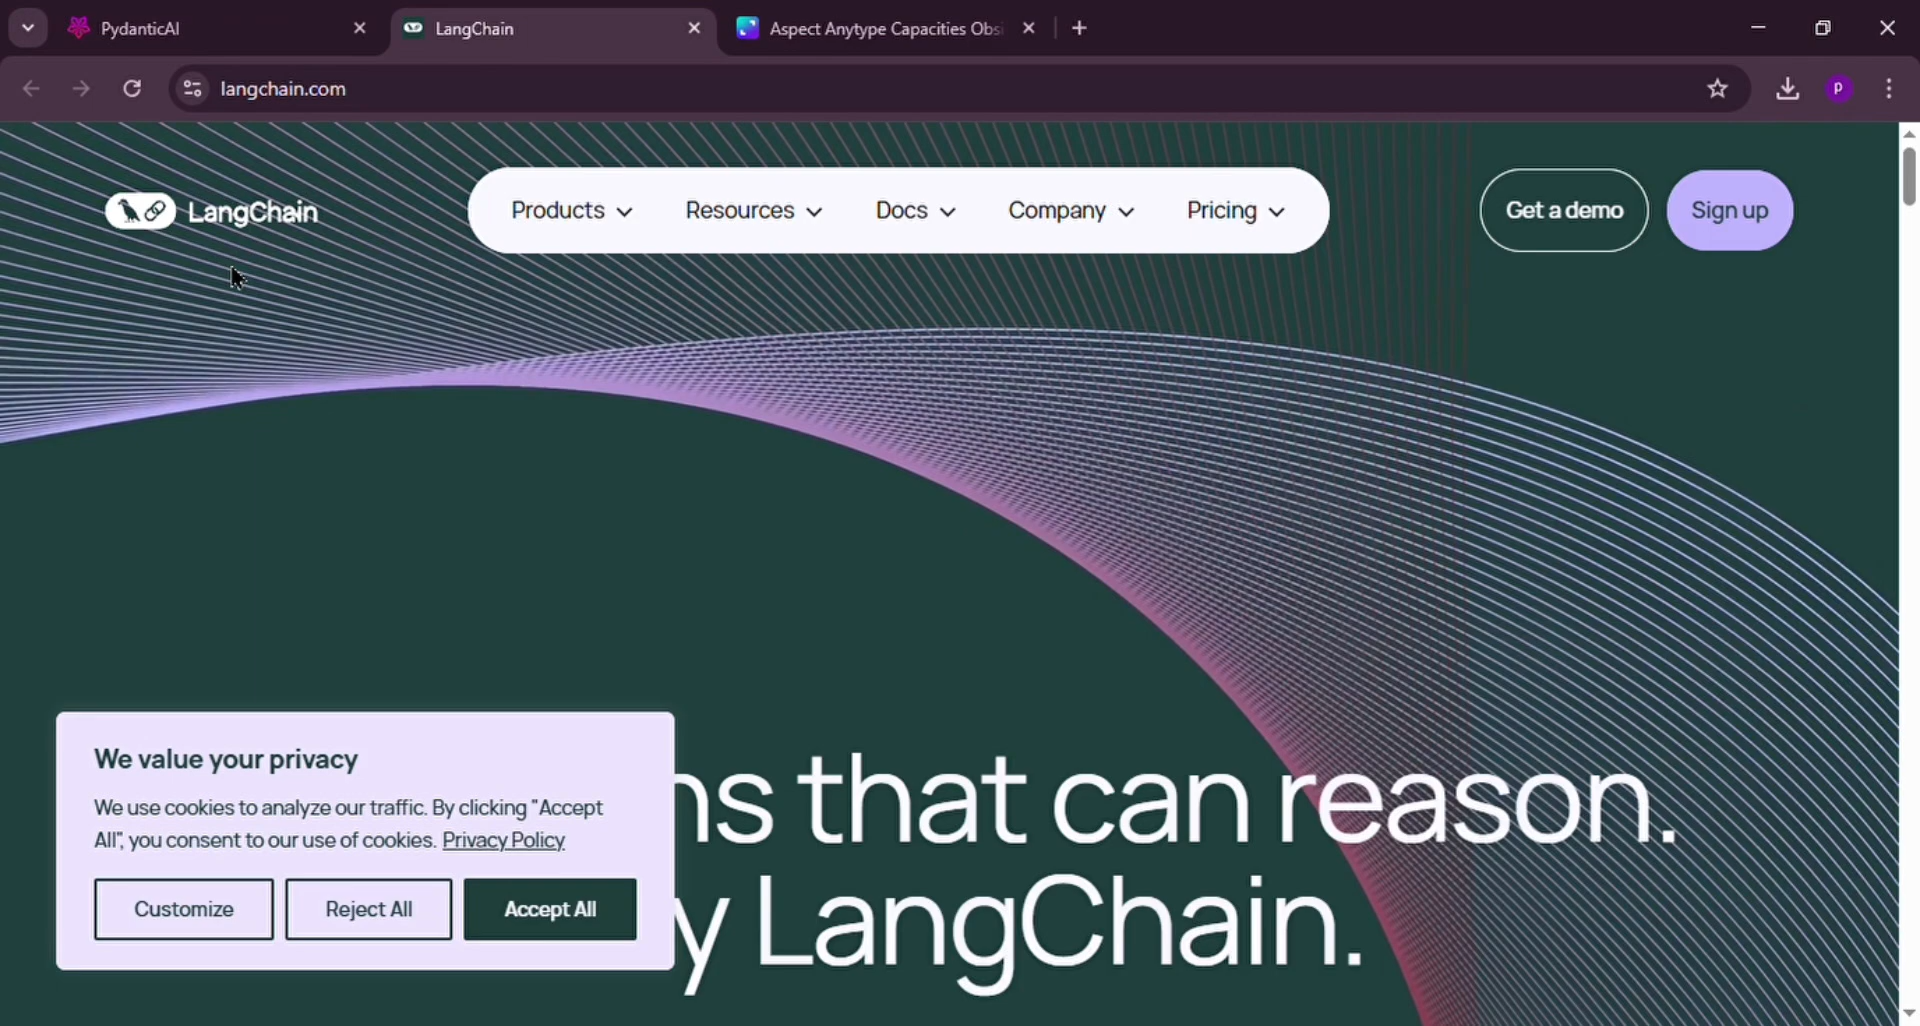 PydanticAI
LangChain
Aspect Anytype Capacities Obsi
langchain.com
p
LangChain
Products
Resources
Docs
Company
Pricing
Get a demo
Sign up
ns that can reason.
y LangChain.
We value your privacy
We use cookies to analyze our traffic. By clicking "Accept
All", you consent to our use of cookies. Privacy Policy
Customize
Reject All
Accept All